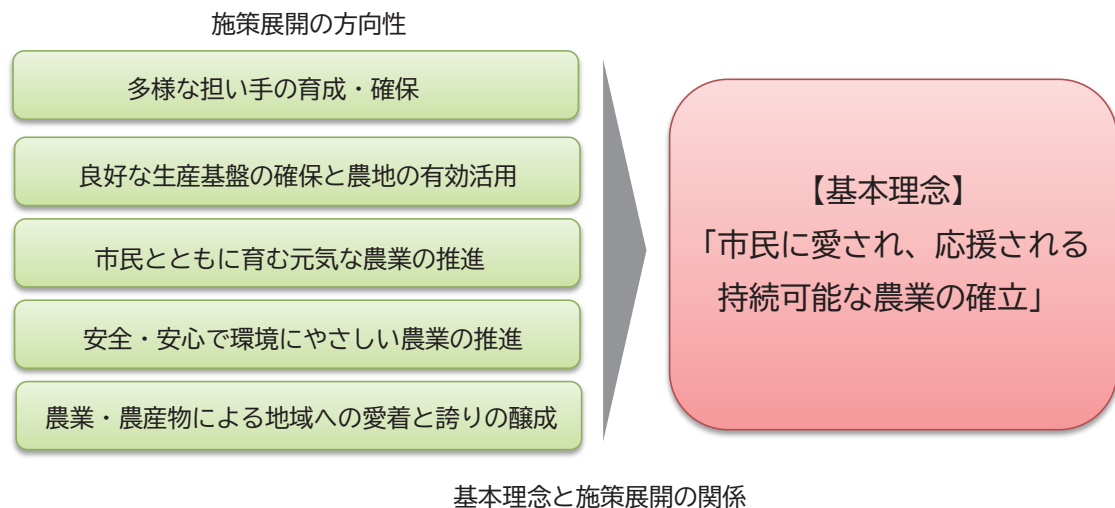 施策展開の方向性
多様な担い手の育成・確保
良好な生産基盤の確保と農地の有効活用
市民とともに育む元気な農業の推進
安全・安心で環境にやさしい農業の推進
農業・農産物による地域への愛着と誇りの醸成
【基本理念】
「市民に愛され、応援される
持続可能な農業の確立」
基本理念と施策展開の関係